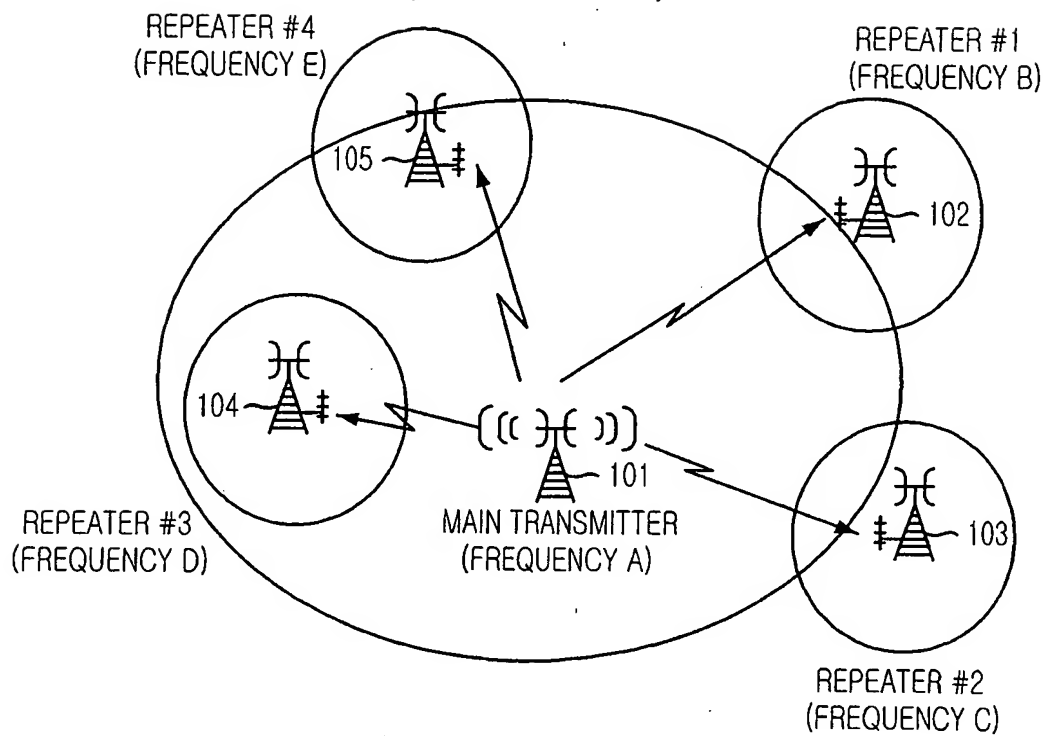 REPEATER #4
(FREQUENCY E)
REPEATER #1
(FREQUENCY B)
105
102
104
101
REPEATER #3
(FREQUENCY D)
MAIN TRANSMITTER
(FREQUENCY A)
103
REPEATER #2
(FREQUENCY C)